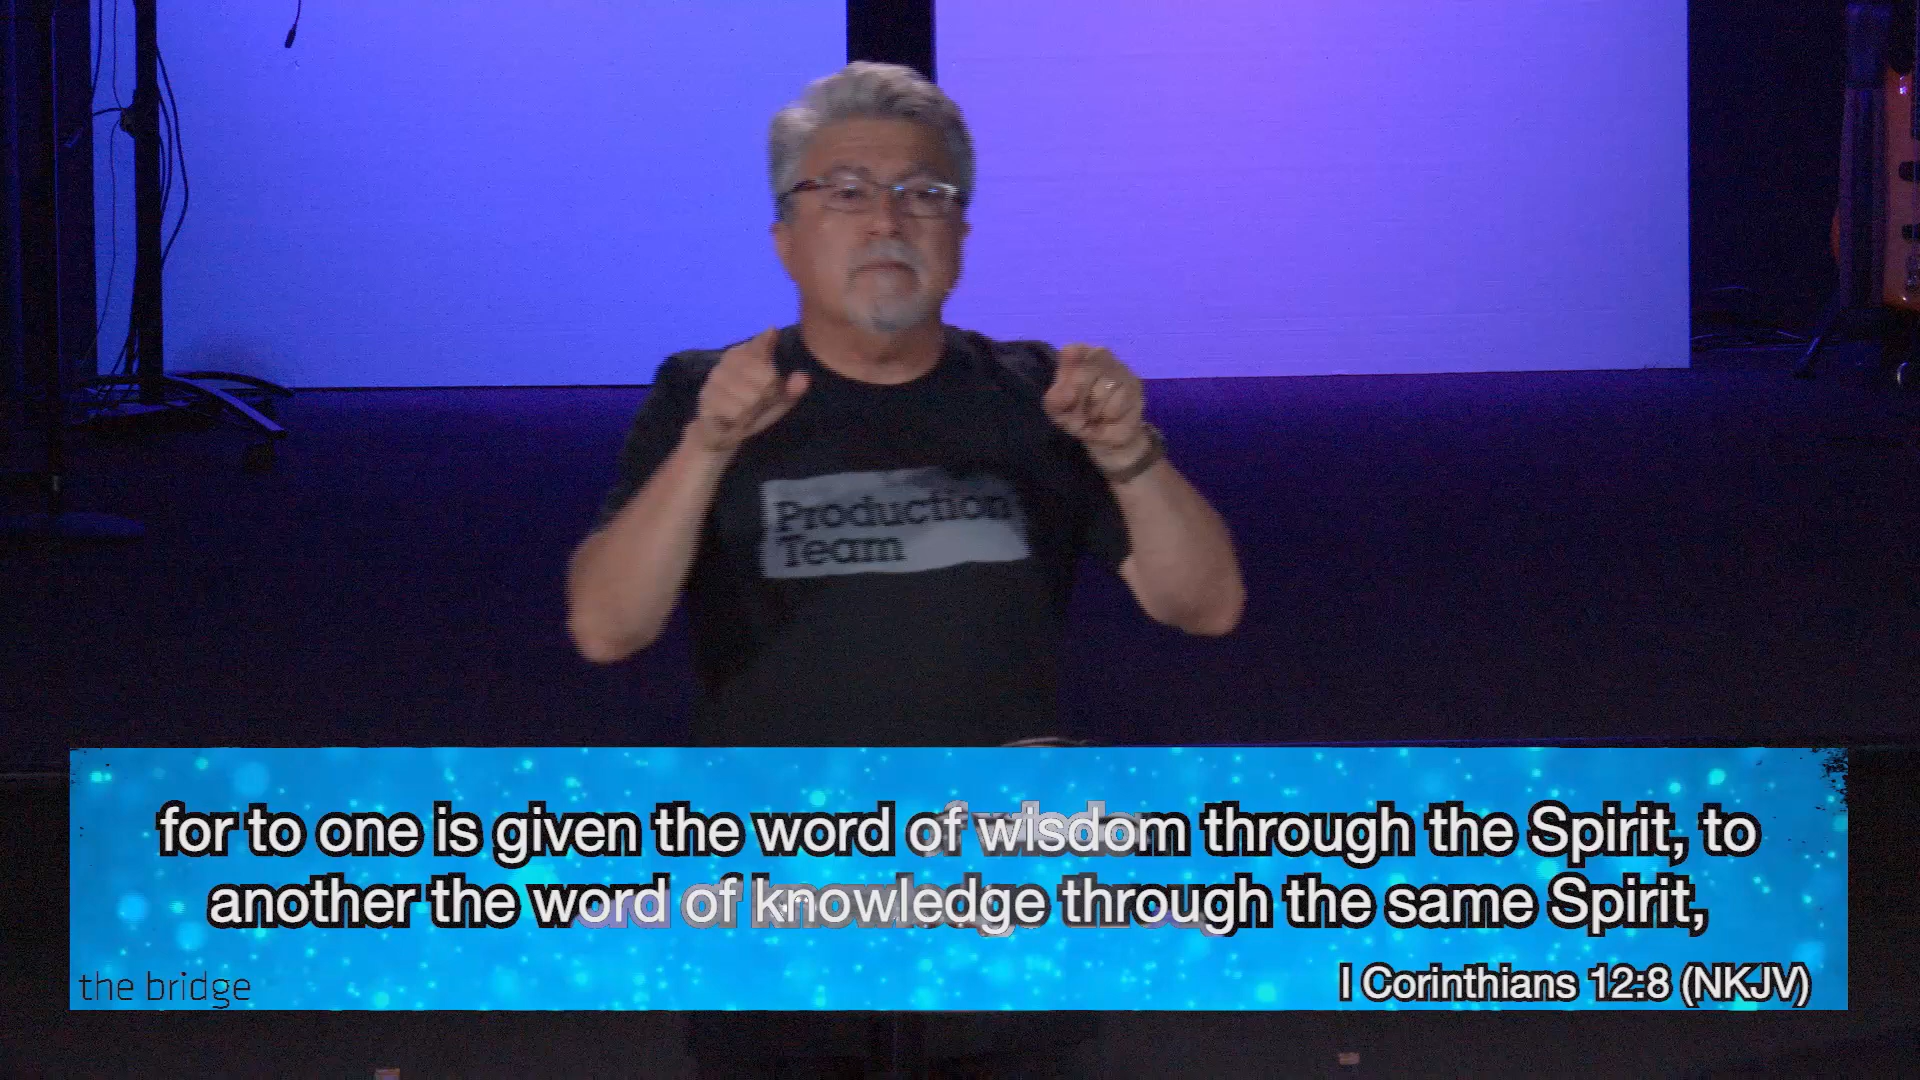 Production
Team
for to one is given the word of wisdom through the Spirit, to
another the word of knowledge through the same Spirit,
the bridge
I Corinthians 12:8 (NKJV)